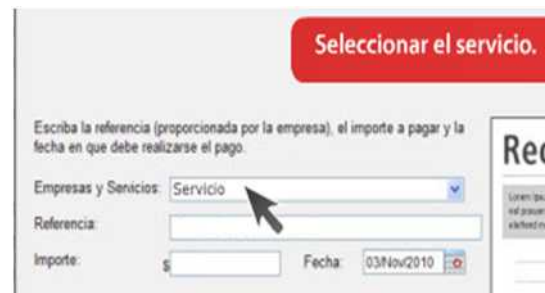 Seleccionar el servicio.
Escriba la referencia (proporcionada por la empresa), el importe a pagar y la
fecha en que debe realizarse el pago.
Empresas y Servicios: Servicio
Referencia:
Importe: $ Fecha: 03/Nov/2010
Rec